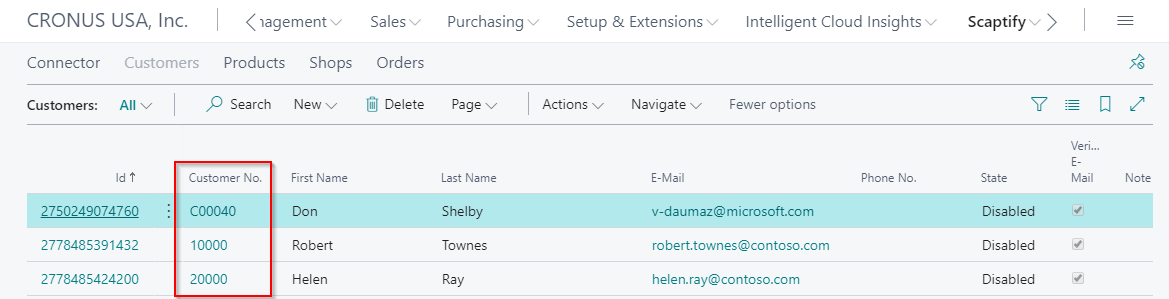 CRONUS USA, Inc.
nagement Sales Purchasing Setup & Extensions Intelligent Cloud Insights Scaptify
Connector Customers Products Shops Orders
Customers: All Search New Delete Page Actions Navigate Fewer options
Id ↑ Customer No. First Name Last Name E-Mail Phone No. State Veri... E-Mail Note
2750249074760 C00040 Don Shelby v-daumaz@microsoft.com Disabled
2778485391432 10000 Robert Townes robert.townes@contoso.com Disabled
2778485424200 20000 Helen Ray helen.ray@contoso.com Disabled